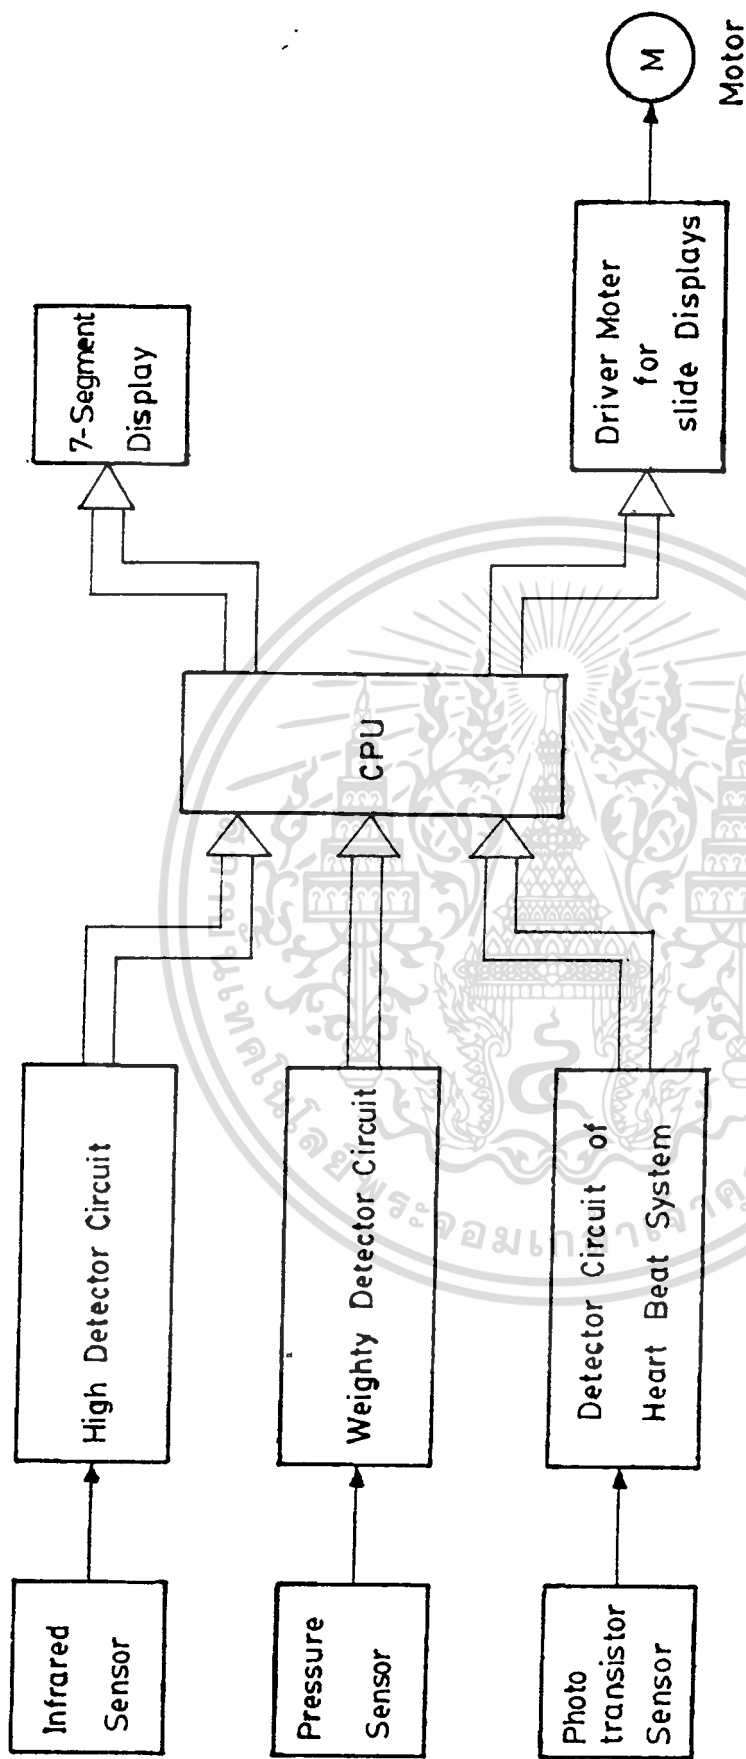 Infrared
Sensor
High Detector Circuit
Pressure
Sensor
Weighty Detector Circuit
Photo
transistor
Sensor
Detector Circuit of
Heart Beat System
CPU
7-Segment
Display
Driver Moter
for
slide Displays
M
Motor